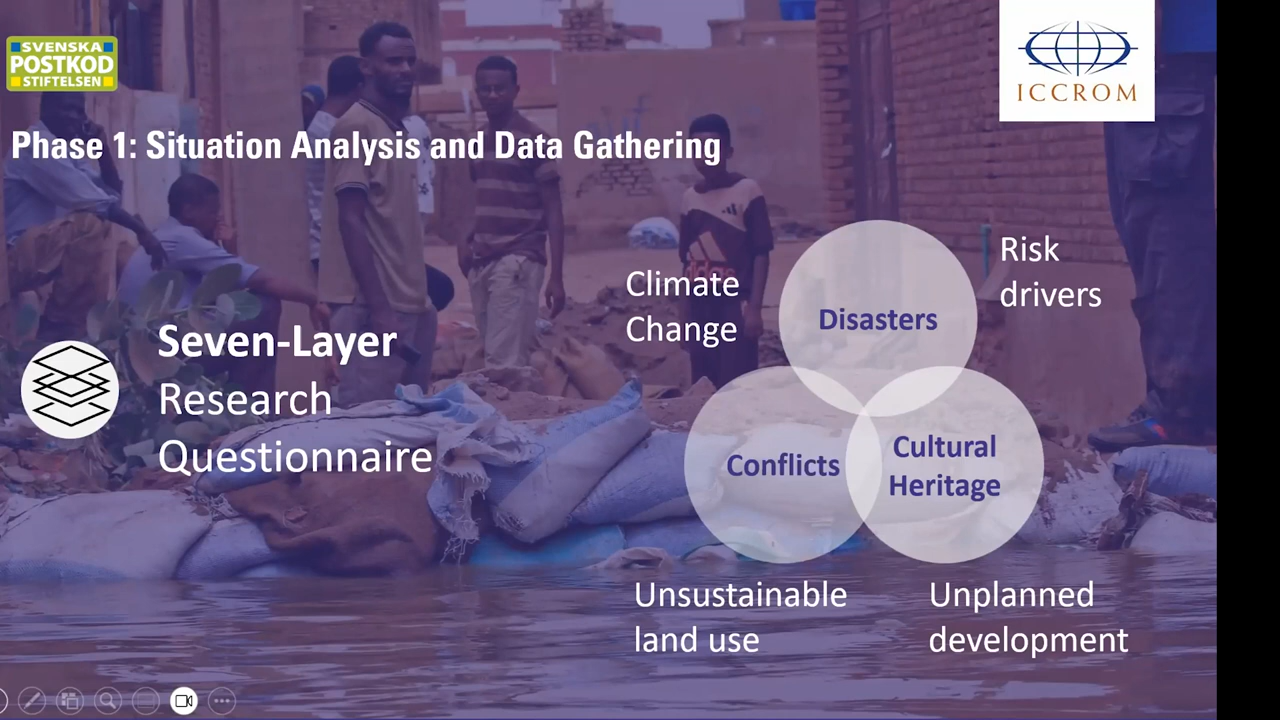 SVENSKA
POSTKOD
STIFTELSEN
ICCROM
Phase 1: Situation Analysis and Data Gathering
Seven-Layer
Research
Questionnaire
Climate
Change
Risk
drivers
Disasters
Conflicts
Cultural
Heritage
Unsustainable
land use
Unplanned
development